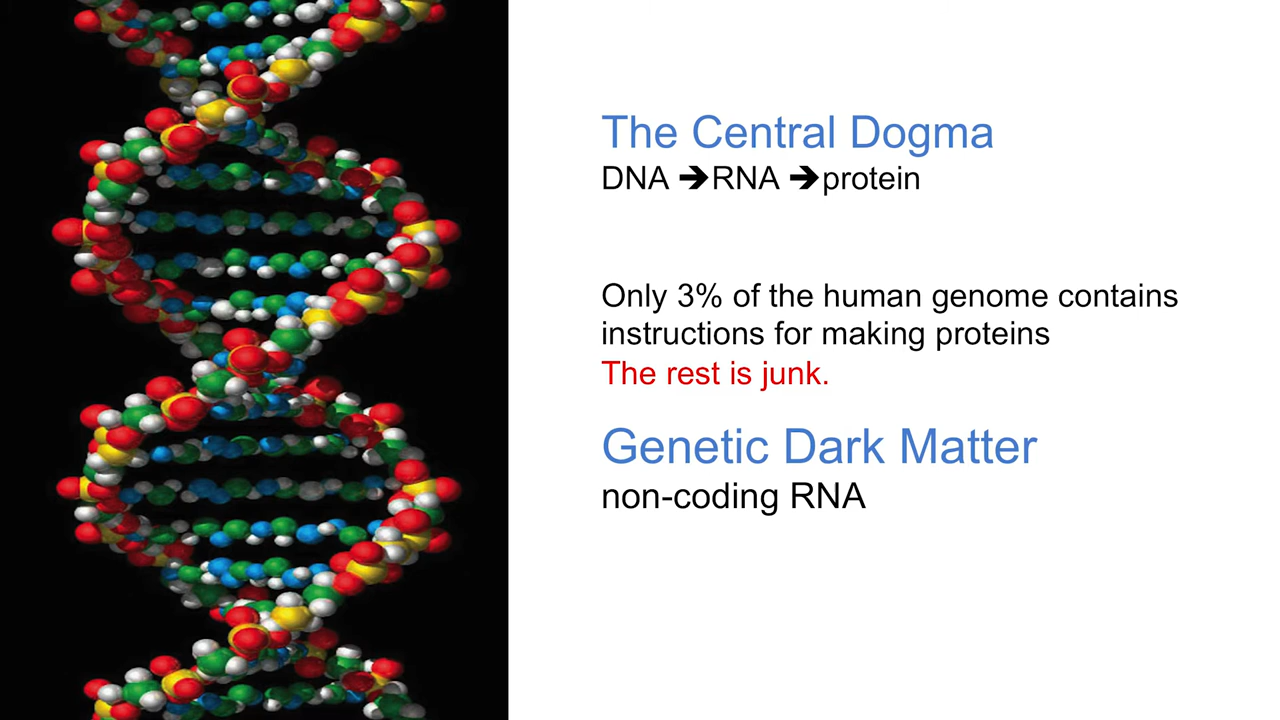 The Central Dogma
DNA ➔RNA ➔protein
Only 3% of the human genome contains
instructions for making proteins
The rest is junk.
Genetic Dark Matter
non-coding RNA